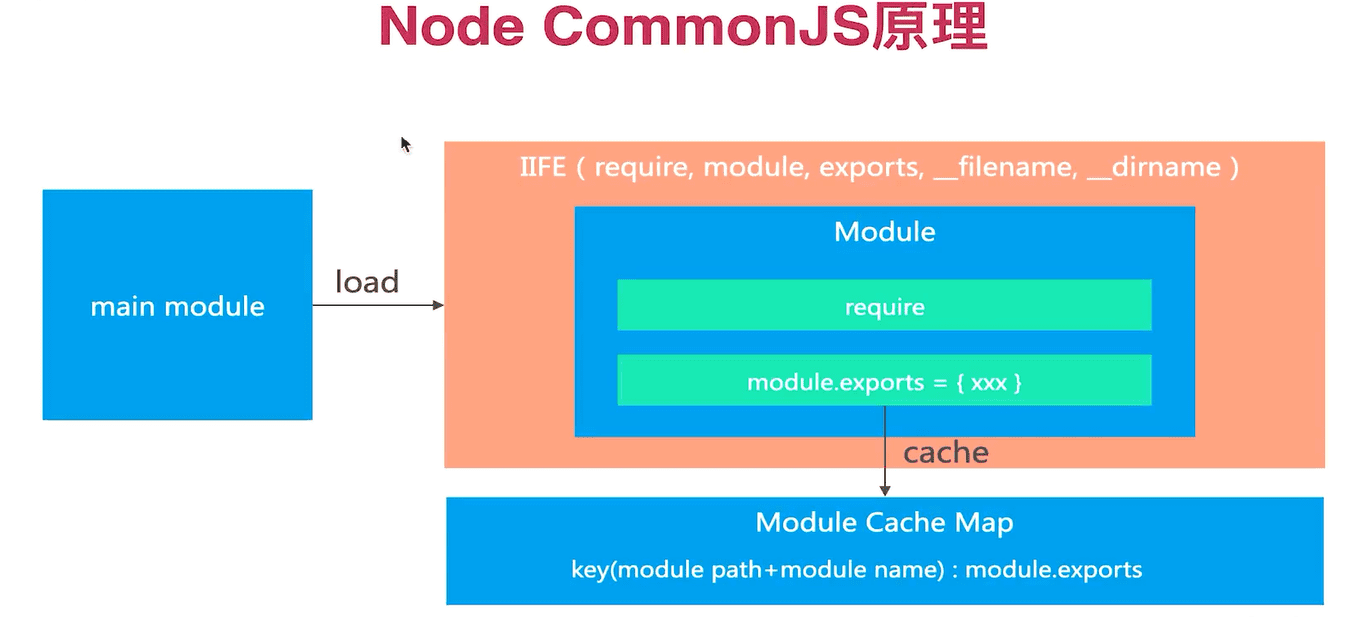 Node CommonJS原理
IIFE ( require, module, exports, __filename, __dirname )
Module
load
main module
require
module.exports = { xxx }
cache
Module Cache Map
key(module path+module name) : module.exports